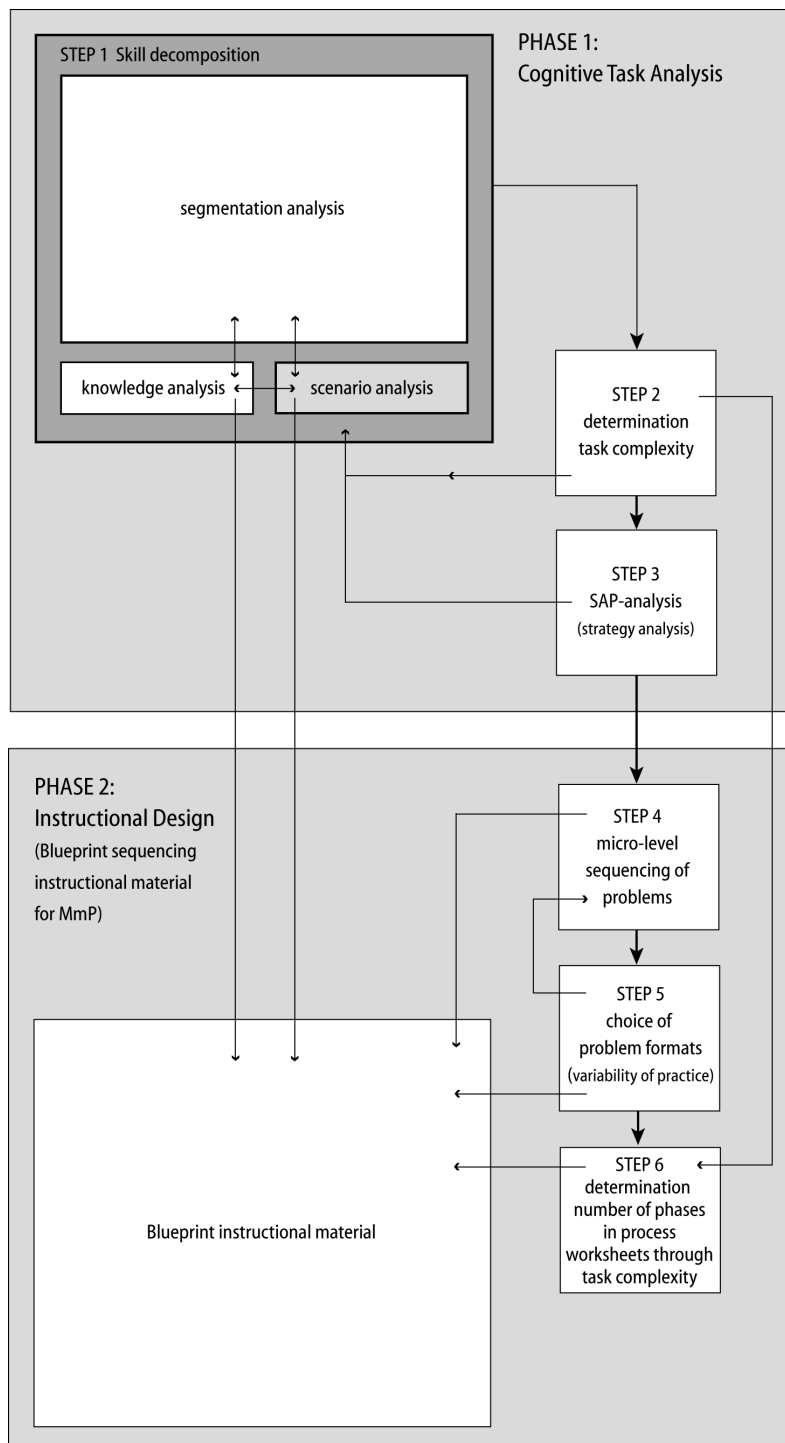 STEP 1 Skill decomposition
PHASE 1:
Cognitive Task Analysis
segmentation analysis
knowledge analysis
scenario analysis
STEP 2
determination
task complexity
STEP 3
SAP-analysis
(strategy analysis)
PHASE 2:
Instructional Design
(Blueprint sequencing
instructional material
for MmP)
STEP 4
micro-level
sequencing of
problems
STEP 5
choice of
problem formats
(variability of practice)
STEP 6
determination
number of phases
in process
worksheets through
task complexity
Blueprint instructional material